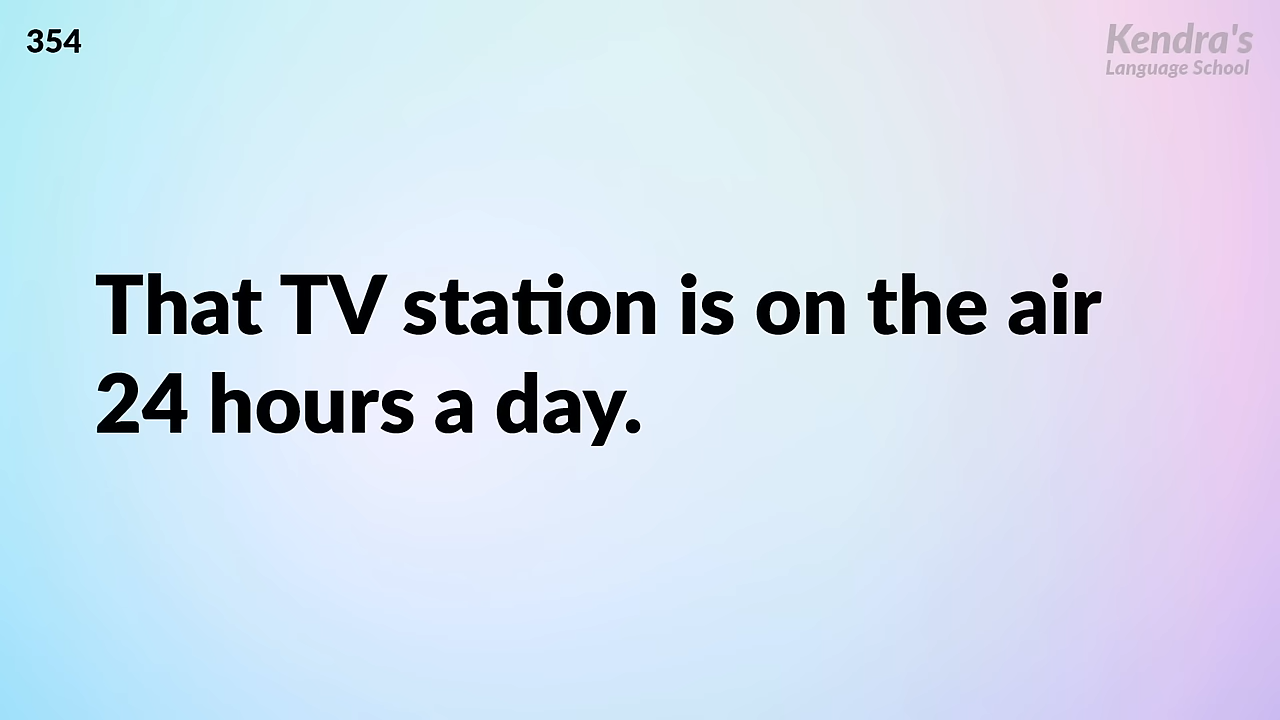 354
Kendra's
Language School
That TV station is on the air
24 hours a day.